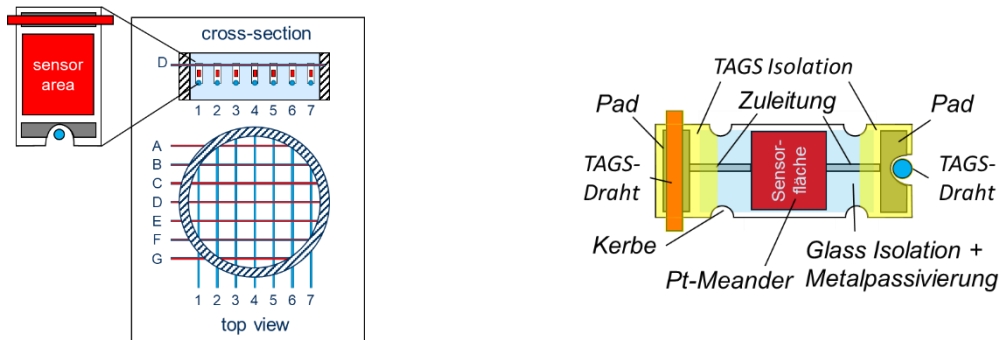 sensor
area
cross-section
D
1 2 3 4 5 6 7
A
B
C
D
E
F
G
1 2 3 4 5 6 7
top view
TAGS Isolation
Pad
Zuleitung
Pad
TAGS-
Draht
Sensor-
fläche
TAGS-
Draht
Kerbe
Pt-Meander
Glass Isolation +
Metalpassivierung